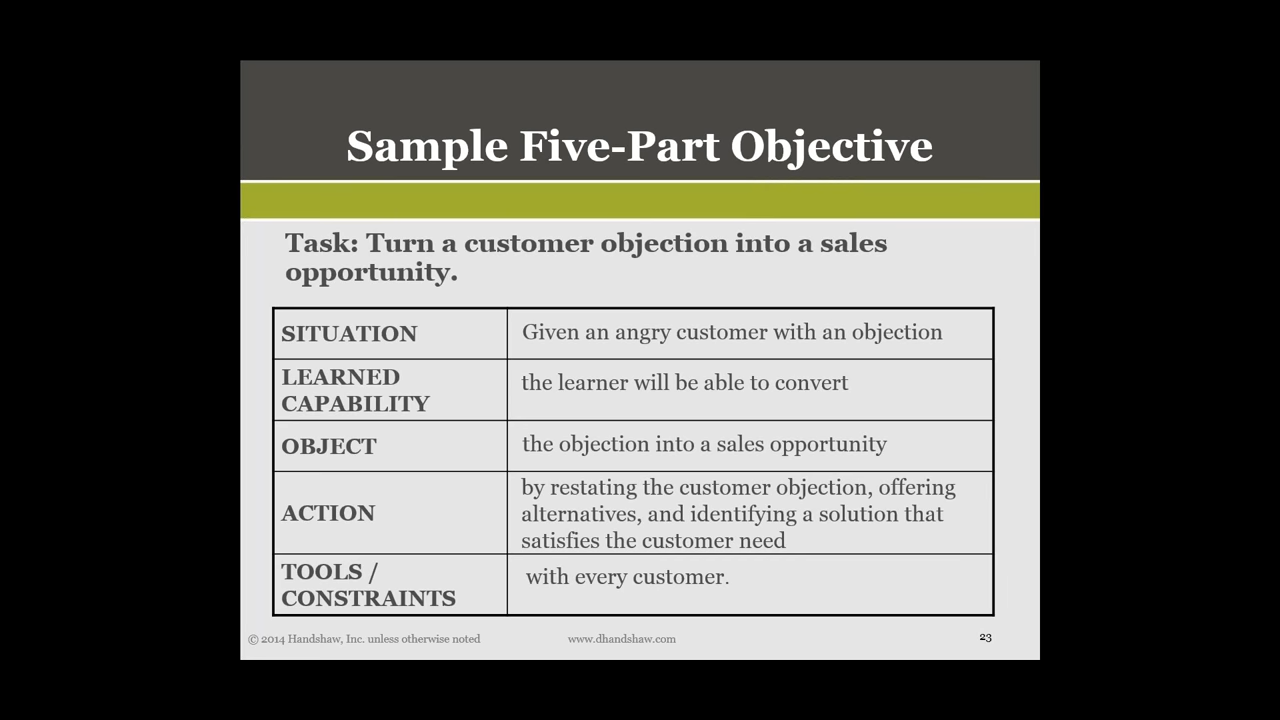 Sample Five-Part Objective
Task: Turn a customer objection into a sales
opportunity.
SITUATION
Given an angry customer with an objection
LEARNED
CAPABILITY
the learner will be able to convert
OBJECT
the objection into a sales opportunity
ACTION
by restating the customer objection, offering
alternatives, and identifying a solution that
satisfies the customer need
TOOLS /
CONSTRAINTS
with every customer.
© 2014 Handshaw, Inc. unless otherwise noted
www.dhandshaw.com
23